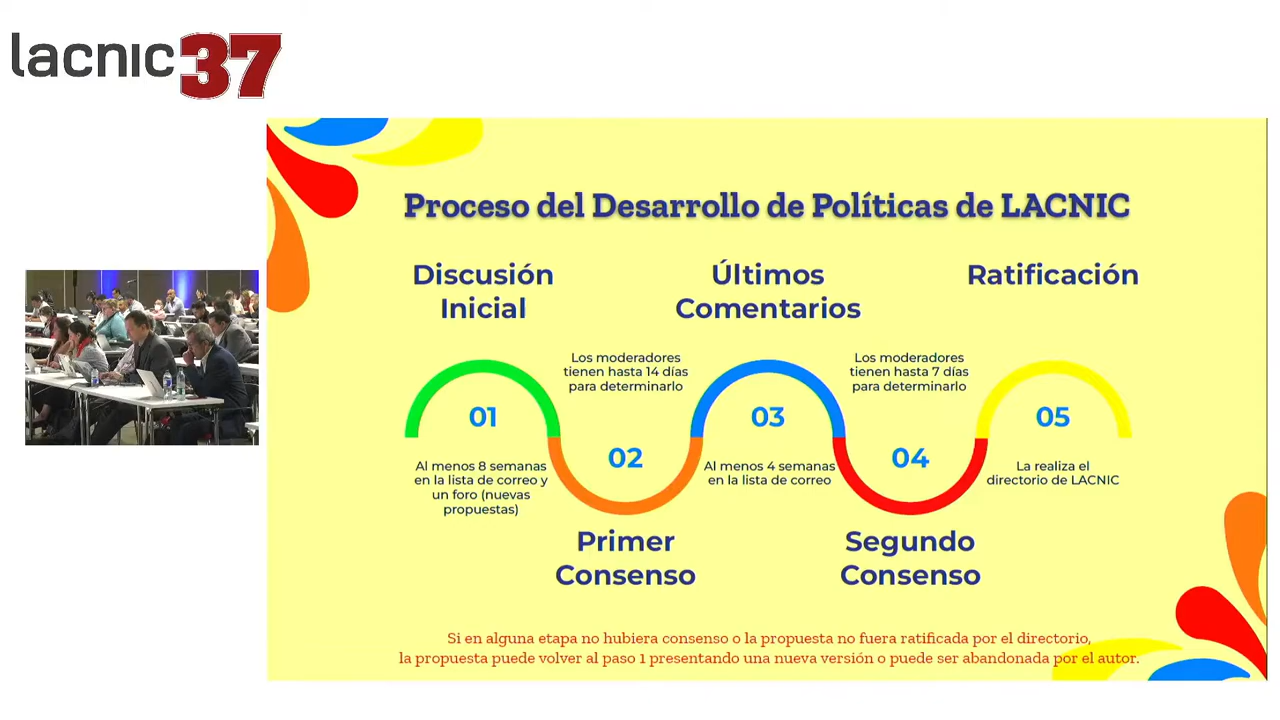 lacnic37
Proceso del Desarrollo de Políticas de LACNIC
Discusión
Inicial
01
Al menos 8 semanas
en la lista de correo y
un foro (nuevas
propuestas)
Los moderadores
tienen hasta 14 días
para determinarlo
02
Primer
Consenso
Últimos
Comentarios
03
Al menos 4 semanas
en la lista de correo
Los moderadores
tienen hasta 7 días
para determinarlo
04
Segundo
Consenso
Ratificación
05
La realiza el
directorio de LACNIC
Si en alguna etapa no hubiera consenso o la propuesta no fuera ratificada por el directorio,
la propuesta puede volver al paso 1 presentando una nueva versión o puede ser abandonada por el autor.